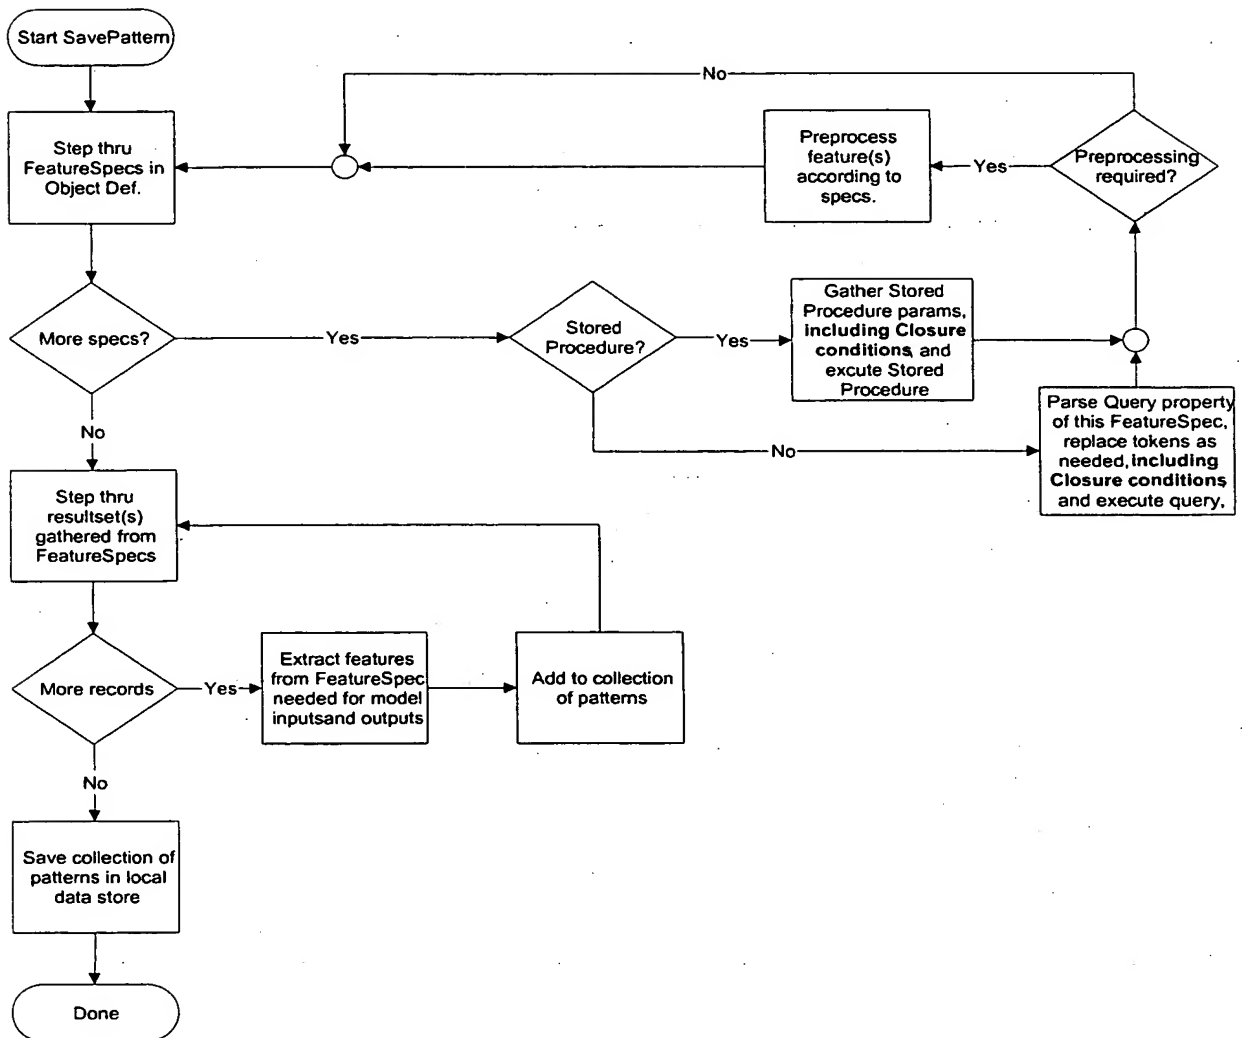 Start SavePattern
No
Step thru
FeatureSpecs in
Object Def.
Preprocess
feature(s)
according to
specs.
Yes
Preprocessing
required?
More specs?
Yes
Stored
Procedure?
Yes
Gather Stored
Procedure params,
including Closure
conditions, and
excute Stored
Procedure
No
No
Parse Query property
of this FeatureSpec,
replace tokens as
needed, including
Closure conditions
and execute query,
Step thru
resultset(s)
gathered from
FeatureSpecs
More records
Yes
Extract features
from FeatureSpec
needed for model
inputsand outputs
Add to collection
of patterns
No
Save collection of
patterns in local
data store
Done